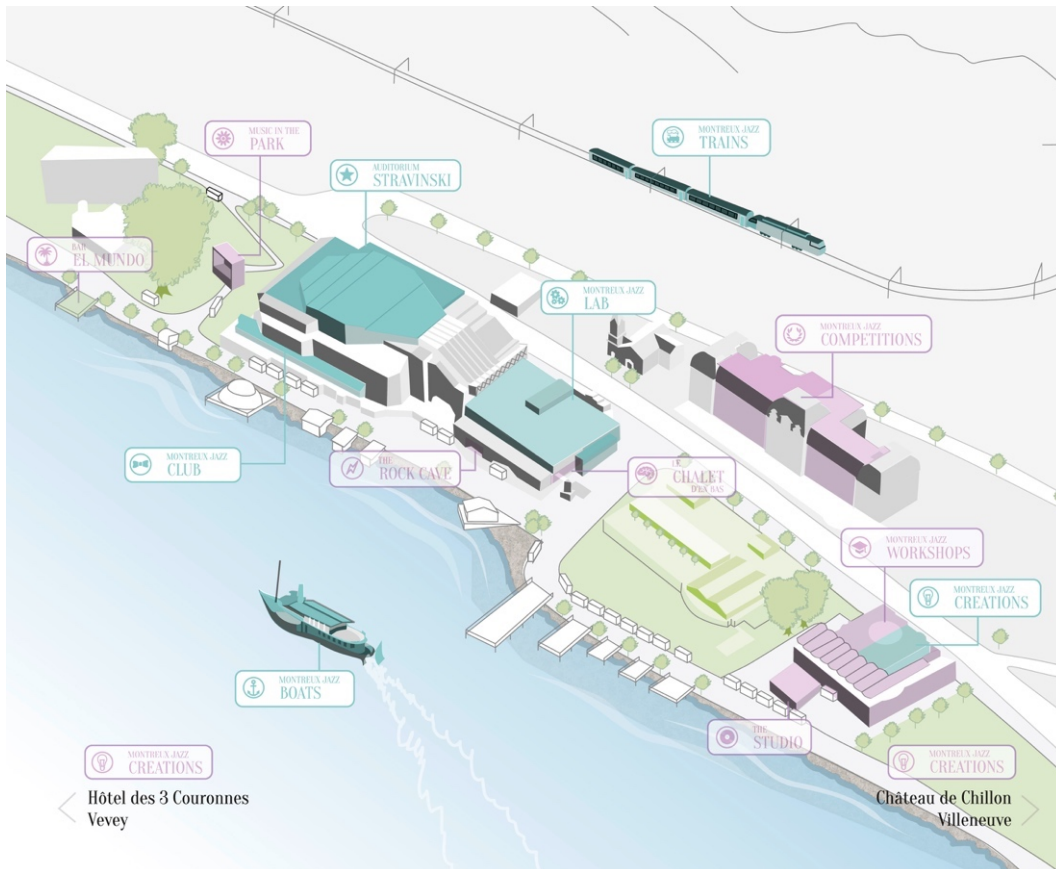 MUSIC IN THE
PARK
MONTREUX JAZZ
TRAINS
AUDITORIUM
STRAVINSKI
BAR
EL MUNDO
MONTREUX JAZZ
LAB
MONTREUX JAZZ
COMPETITIONS
MONTREUX JAZZ
CLUB
THE
ROCK CAVE
LE
CHALET
D'EN BAS
MONTREUX JAZZ
WORKSHOPS
MONTREUX JAZZ
CREATIONS
MONTREUX JAZZ
BOATS
THE
STUDIO
MONTREUX JAZZ
CREATIONS
Hôtel des 3 Couronnes
Vevey
MONTREUX JAZZ
CREATIONS
Château de Chillon
Villeneuve